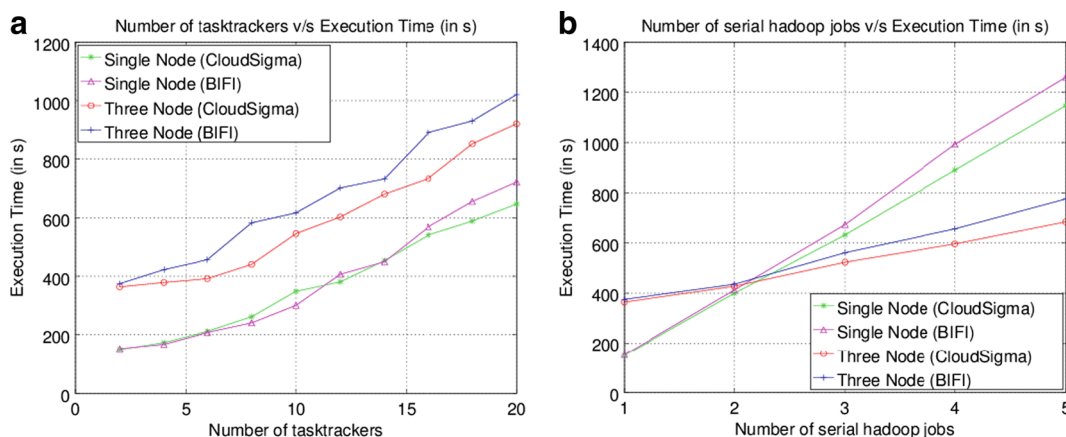 a
Number of tasktrackers v/s Execution Time (in s)
1200
1000
800
600
400
200
0
Execution Time (in s)
Single Node (CloudSigma)
Single Node (BIFI)
Three Node (CloudSigma)
Three Node (BIFI)
0
5
10
15
20
Number of tasktrackers
b
Number of serial hadoop jobs v/s Execution Time (in s)
1400
1200
1000
800
600
400
200
0
Execution Time (in s)
Single Node (CloudSigma)
Single Node (BIFI)
Three Node (CloudSigma)
Three Node (BIFI)
1
2
3
4
5
Number of serial hadoop jobs